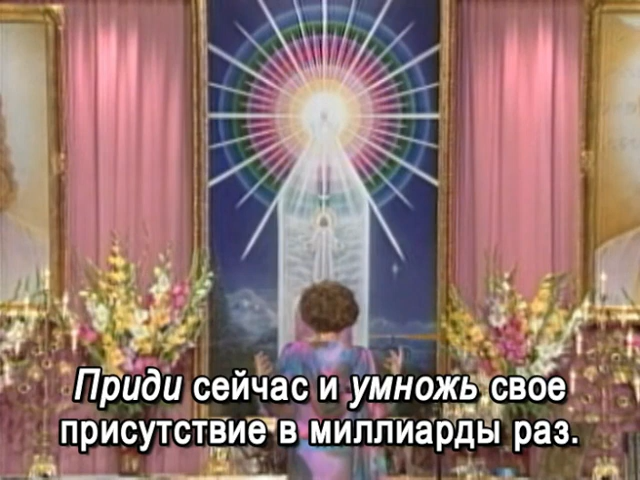 Приди сейчас и умножь свое
присутствие в миллиарды раз.